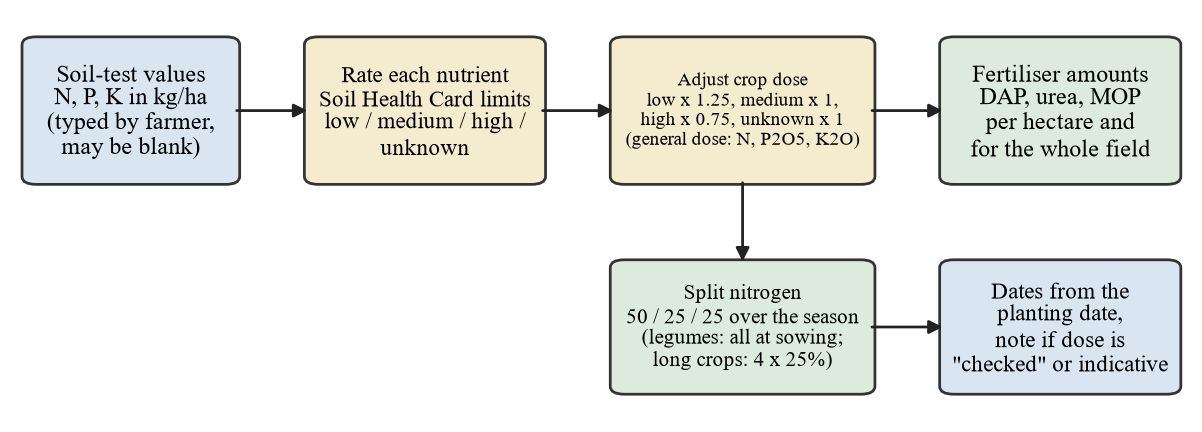 Soil-test values
N, P, K in kg/ha
(typed by farmer,
may be blank)
Rate each nutrient
Soil Health Card limits
low / medium / high /
unknown
Adjust crop dose
low x 1.25, medium x 1,
high x 0.75, unknown x 1
(general dose: N, P2O5, K2O)
Fertiliser amounts
DAP, urea, MOP
per hectare and
for the whole field
Split nitrogen
50 / 25 / 25 over the season
(legumes: all at sowing;
long crops: 4 x 25%)
Dates from the
planting date,
note if dose is
"checked" or indicative